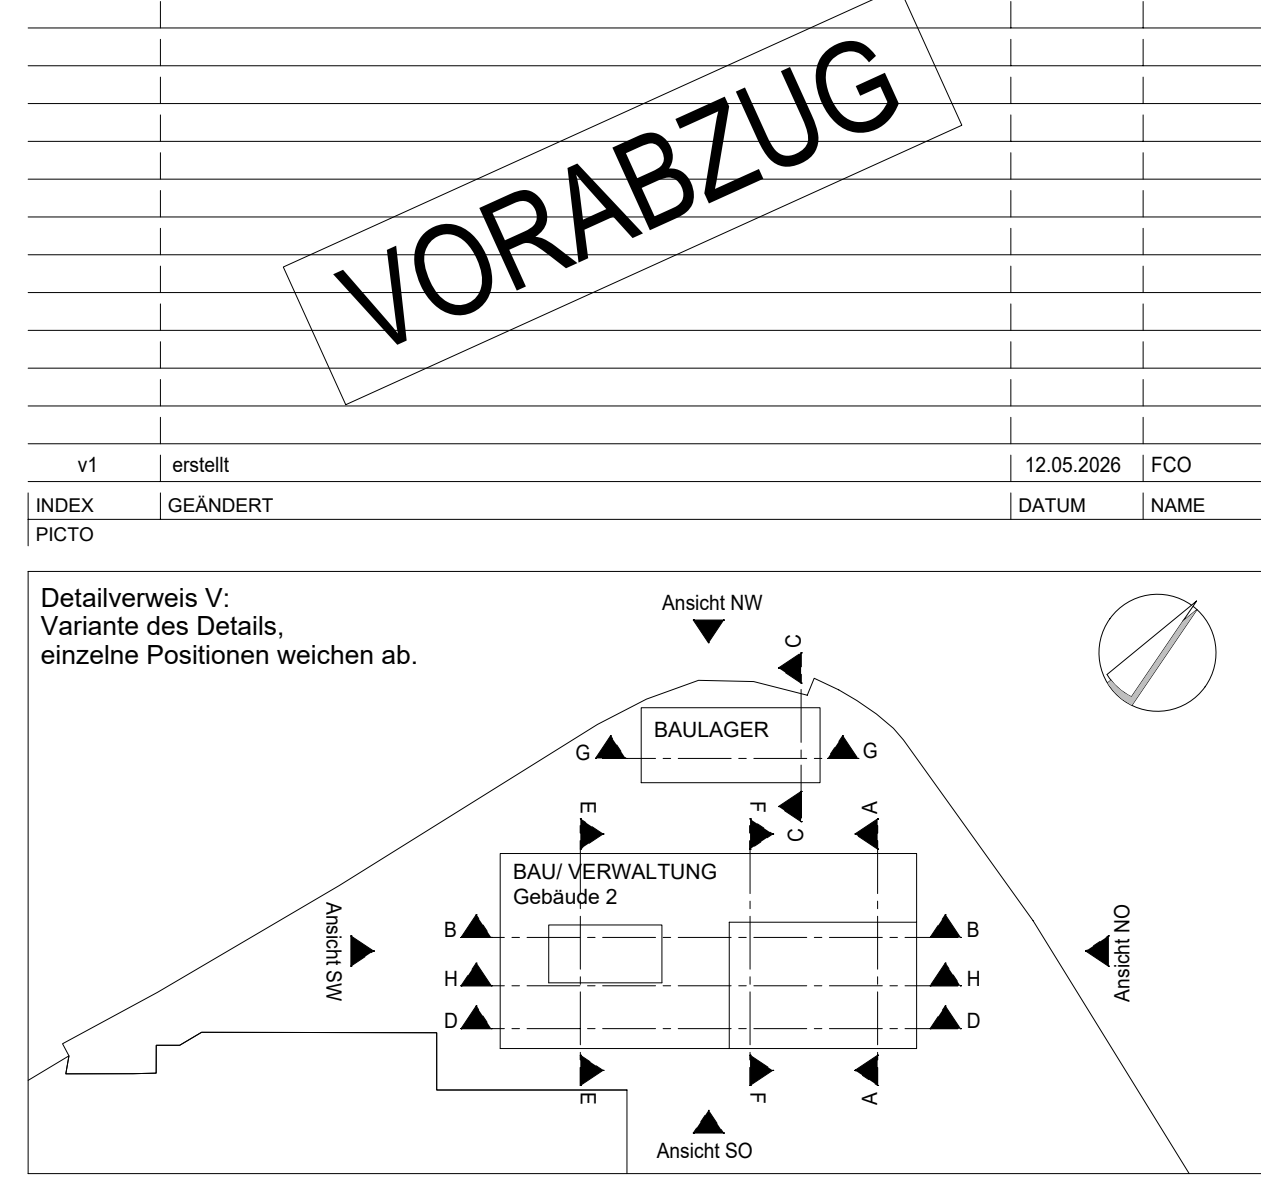 VORABZUG
v1 erstellt 12.05.2026 FCO
INDEX GEÄNDERT DATUM NAME
PICTO
Detailverweis V:
Variante des Details,
einzelne Positionen weichen ab.
Ansicht NW
C
BAULAGER
G G
E F C A
BAU/ VERWALTUNG
Gebäude 2
Ansicht SW
B B
Ansicht NO
H H
D D
E F A
Ansicht SO